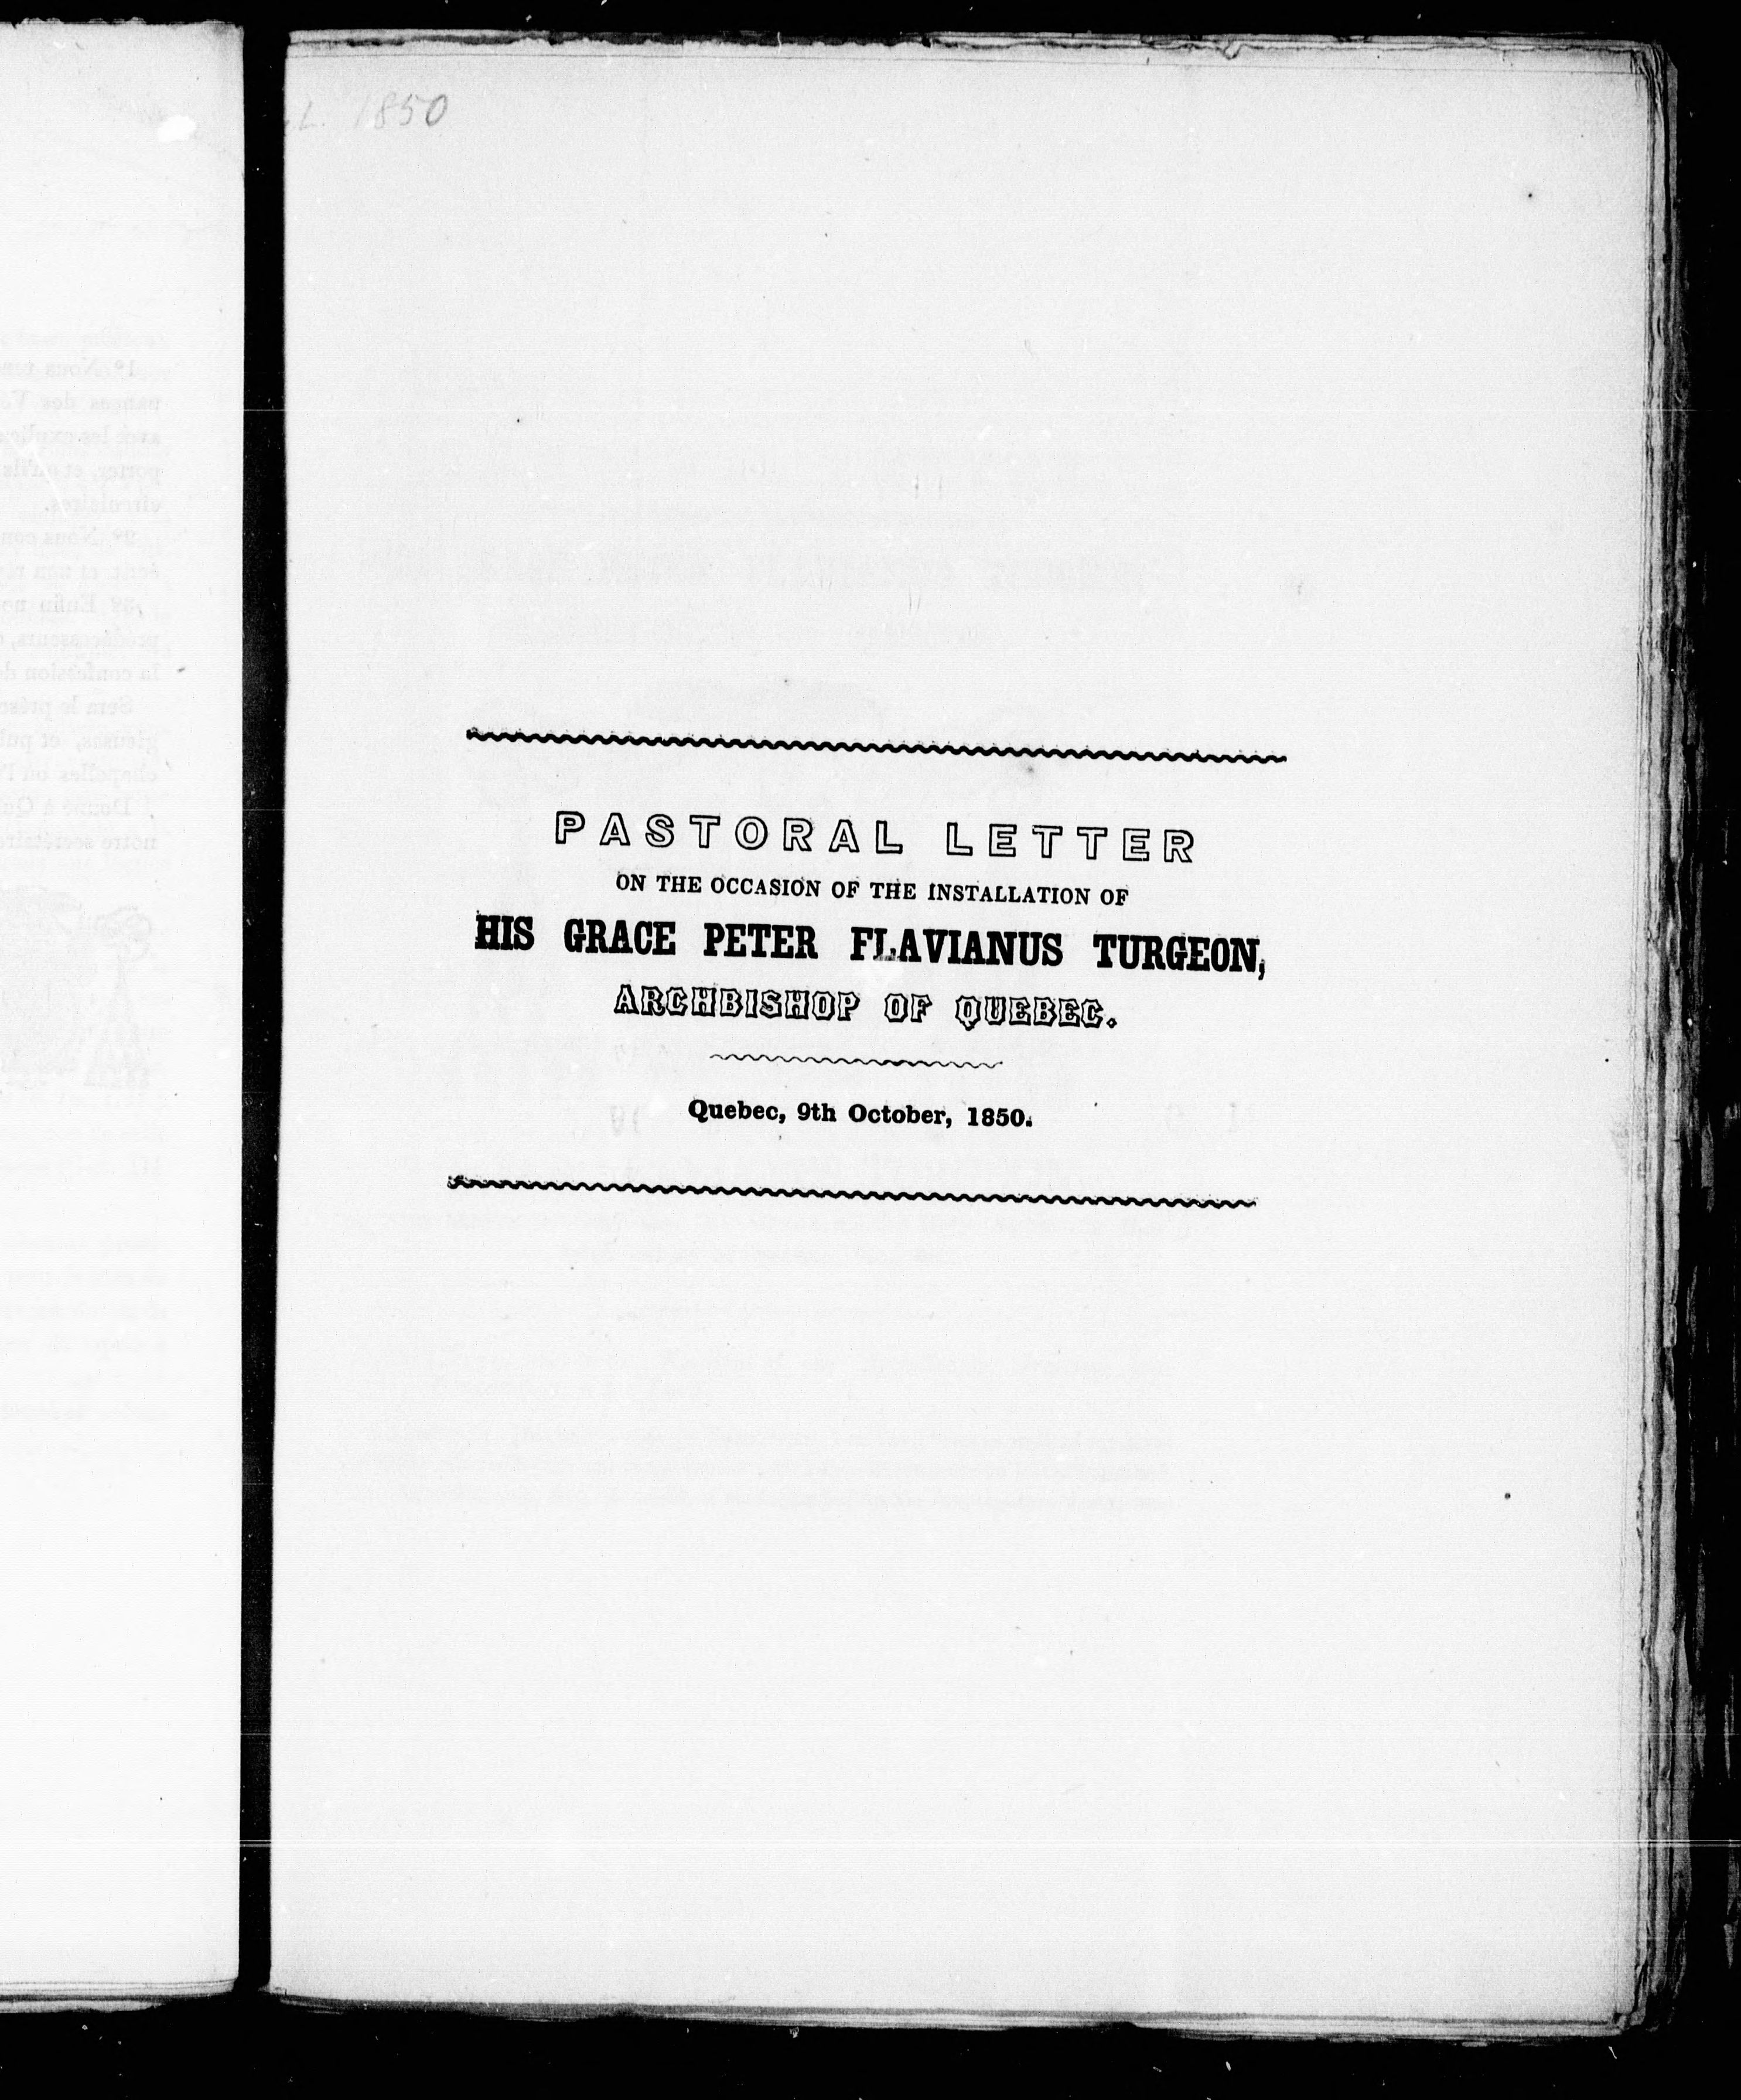 1850
PASTORAL LETTER
ON THE OCCASION OF THE INSTALLATION OF
HIS GRACE PETER FLAVIANUS TURGEON,
ARCHBISHOP OF QUEBEC.
Quebec, 9th October, 1850.